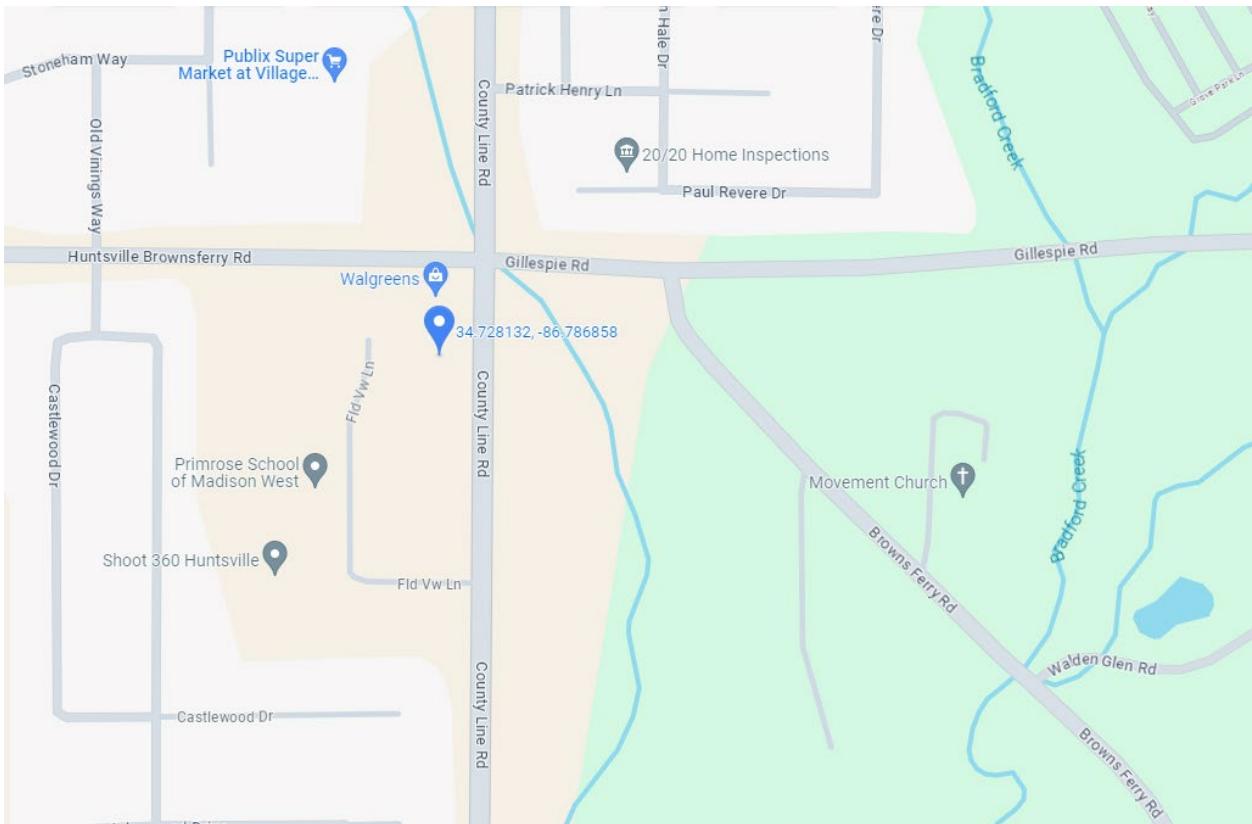 Stoneham Way
Publix Super
Market at Village...
Old Vinings Way
County Line Rd
Patrick Henry Ln
n Hale Dr
ere Dr
20/20 Home Inspections
Paul Revere Dr
Bradford Creek
Grove Park Ln
Huntsville Brownsferry Rd
Gillespie Rd
Gillespie Rd
Walgreens
34.728132, -86.786858
Castlewood Dr
Fld Vw Ln
County Line Rd
Primrose School
of Madison West
Shoot 360 Huntsville
Fld Vw Ln
Movement Church
Bradford Creek
Browns Ferry Rd
Walden Glen Rd
Castlewood Dr
County Line Rd
Browns Ferry Rd